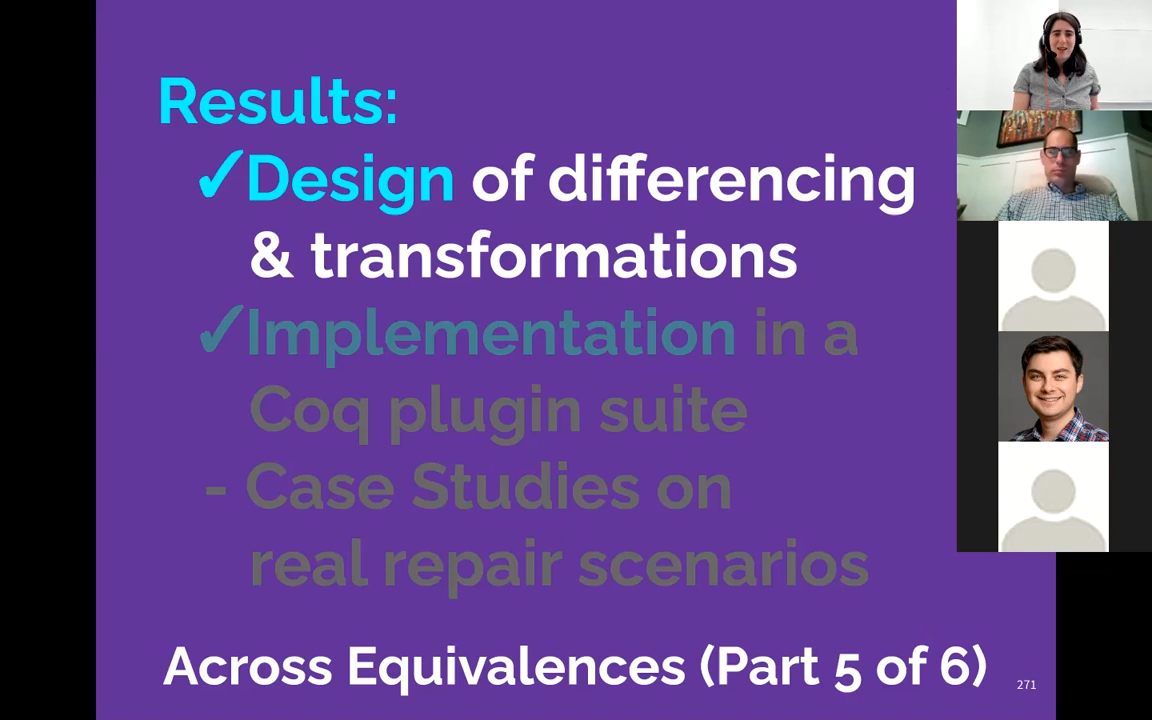 Results:
✓Design of differencing
& transformations
✓Implementation in a
Coq plugin suite
- Case Studies on
real repair scenarios
Across Equivalences (Part 5 of 6)
271